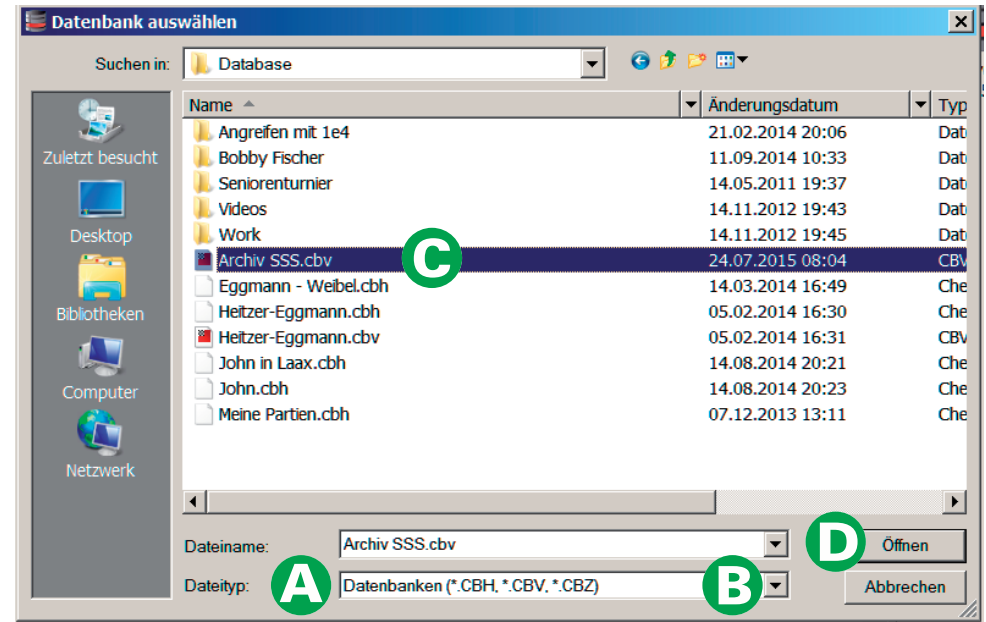 Datenbank auswählen
Suchen in: Database
Name Änderungsdatum Typ
Angreifen mit 1e4 21.02.2014 20:06 Dat
Bobby Fischer 11.09.2014 10:33 Dat
Seniorenturnier 14.05.2011 19:37 Dat
Videos 14.11.2012 19:43 Dat
Work 14.11.2012 19:45 Dat
Archiv SSS.cbv C 24.07.2015 08:04 CBV
Eggmann - Weibel.cbh 14.03.2014 16:49 Che
Heitzer-Eggmann.cbh 05.02.2014 16:30 Che
Heitzer-Eggmann.cbv 05.02.2014 16:31 CBV
John in Laax.cbh 14.08.2014 20:21 Che
John.cbh 14.08.2014 20:23 Che
Meine Partien.cbh 07.12.2013 13:11 Che
Zuletzt besucht
Desktop
Bibliotheken
Computer
Netzwerk
Dateiname: Archiv SSS.cbv D Öffnen
Dateityp: A Datenbanken (*.CBH, *.CBV, *.CBZ) B Abbrechen